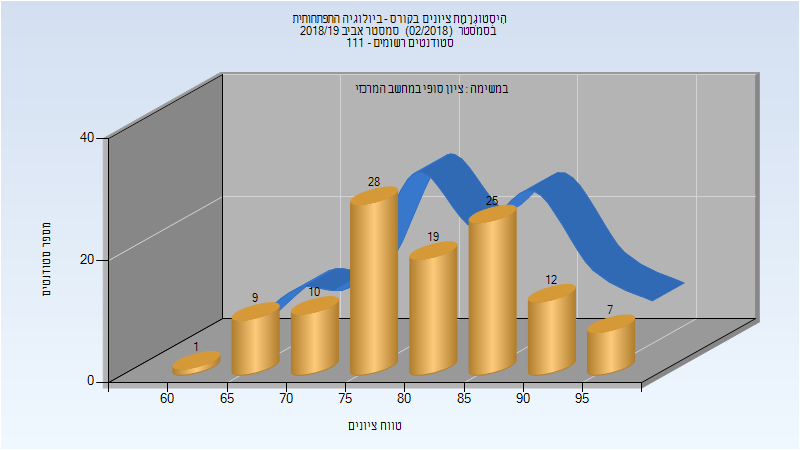 היסטוגרמת ציונים בקורס - ביולוגיה התפתחותית
בסמסטר (02/2018) סמסטר אביב 2018/19
סטודנטים רשומים - 111
במשימה : ציון סופי במחשב המרכזי
מספר סטודנטים
40
20
0
1
9
10
28
19
25
12
7
60 65 70 75 80 85 90 95
טווח ציונים